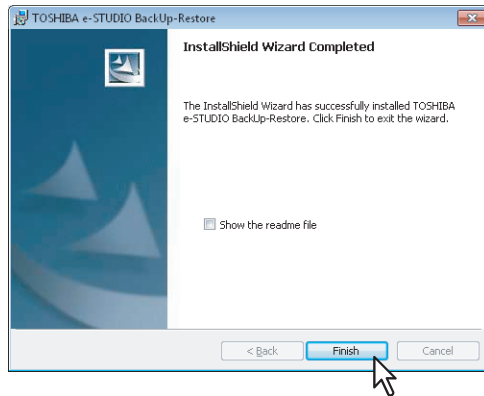 TOSHIBA e-STUDIO BackUp-Restore
InstallShield Wizard Completed
The InstallShield Wizard has successfully installed TOSHIBA
e-STUDIO BackUp-Restore. Click Finish to exit the wizard.
Show the readme file
< Back Finish Cancel